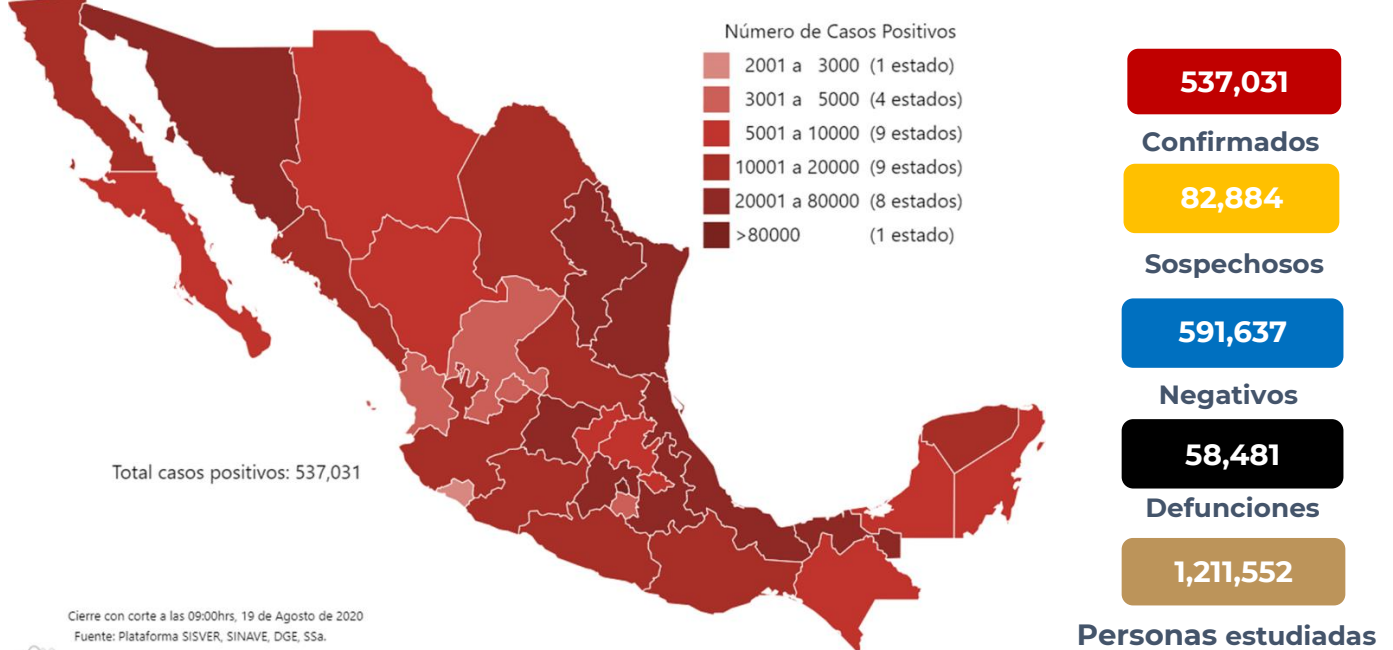 Número de Casos Positivos
2001 a 3000 (1 estado)
3001 a 5000 (4 estados)
5001 a 10000 (9 estados)
10001 a 20000 (9 estados)
20001 a 80000 (8 estados)
>80000 (1 estado)
Total casos positivos: 537,031
Cierre con corte a las 09:00hrs, 19 de Agosto de 2020
Fuente: Plataforma SISVER, SINAVE, DGE, SSa.
537,031
Confirmados
82,884
Sospechosos
591,637
Negativos
58,481
Defunciones
1,211,552
Personas estudiadas